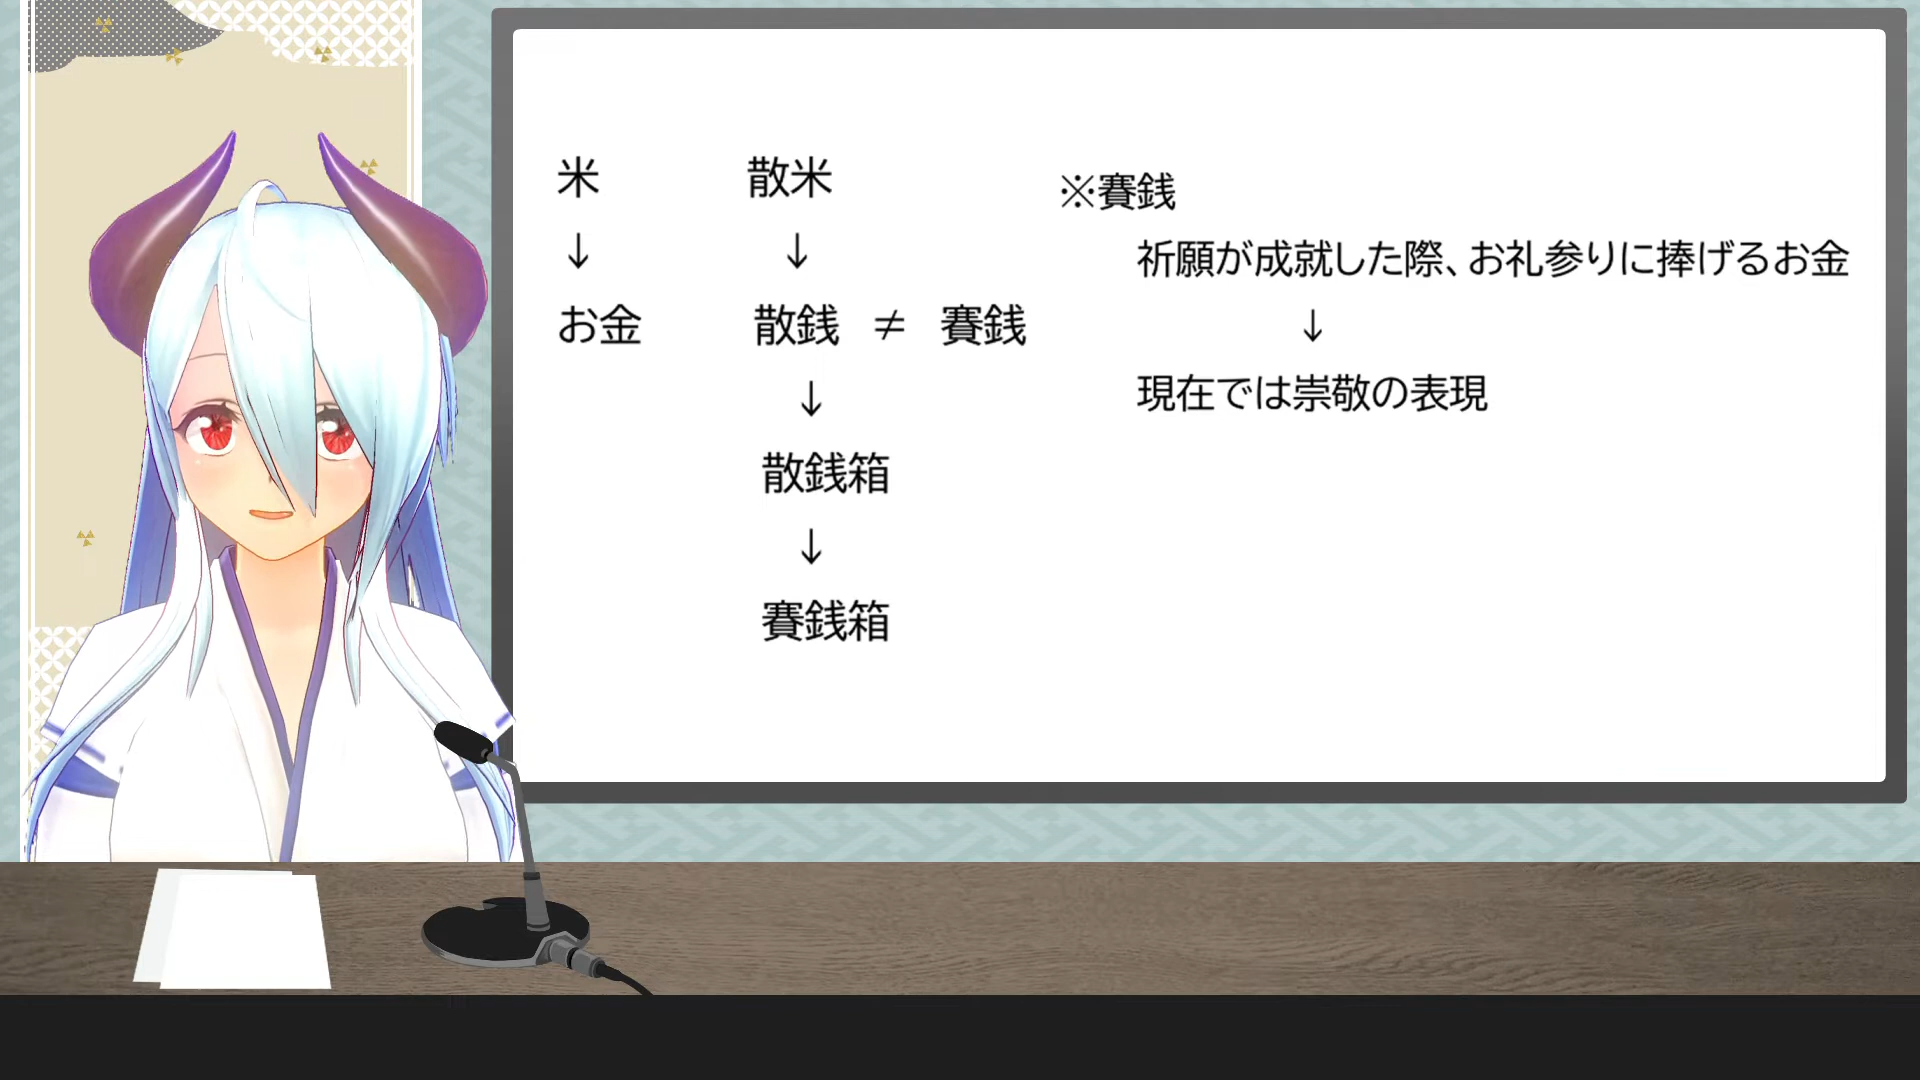 米 散米
↓ ↓
お金 散銭 ≠ 賽銭
↓
散銭箱
↓
賽銭箱
※賽銭
祈願が成就した際、お礼参りに捧げるお金
↓
現在では崇敬の表現